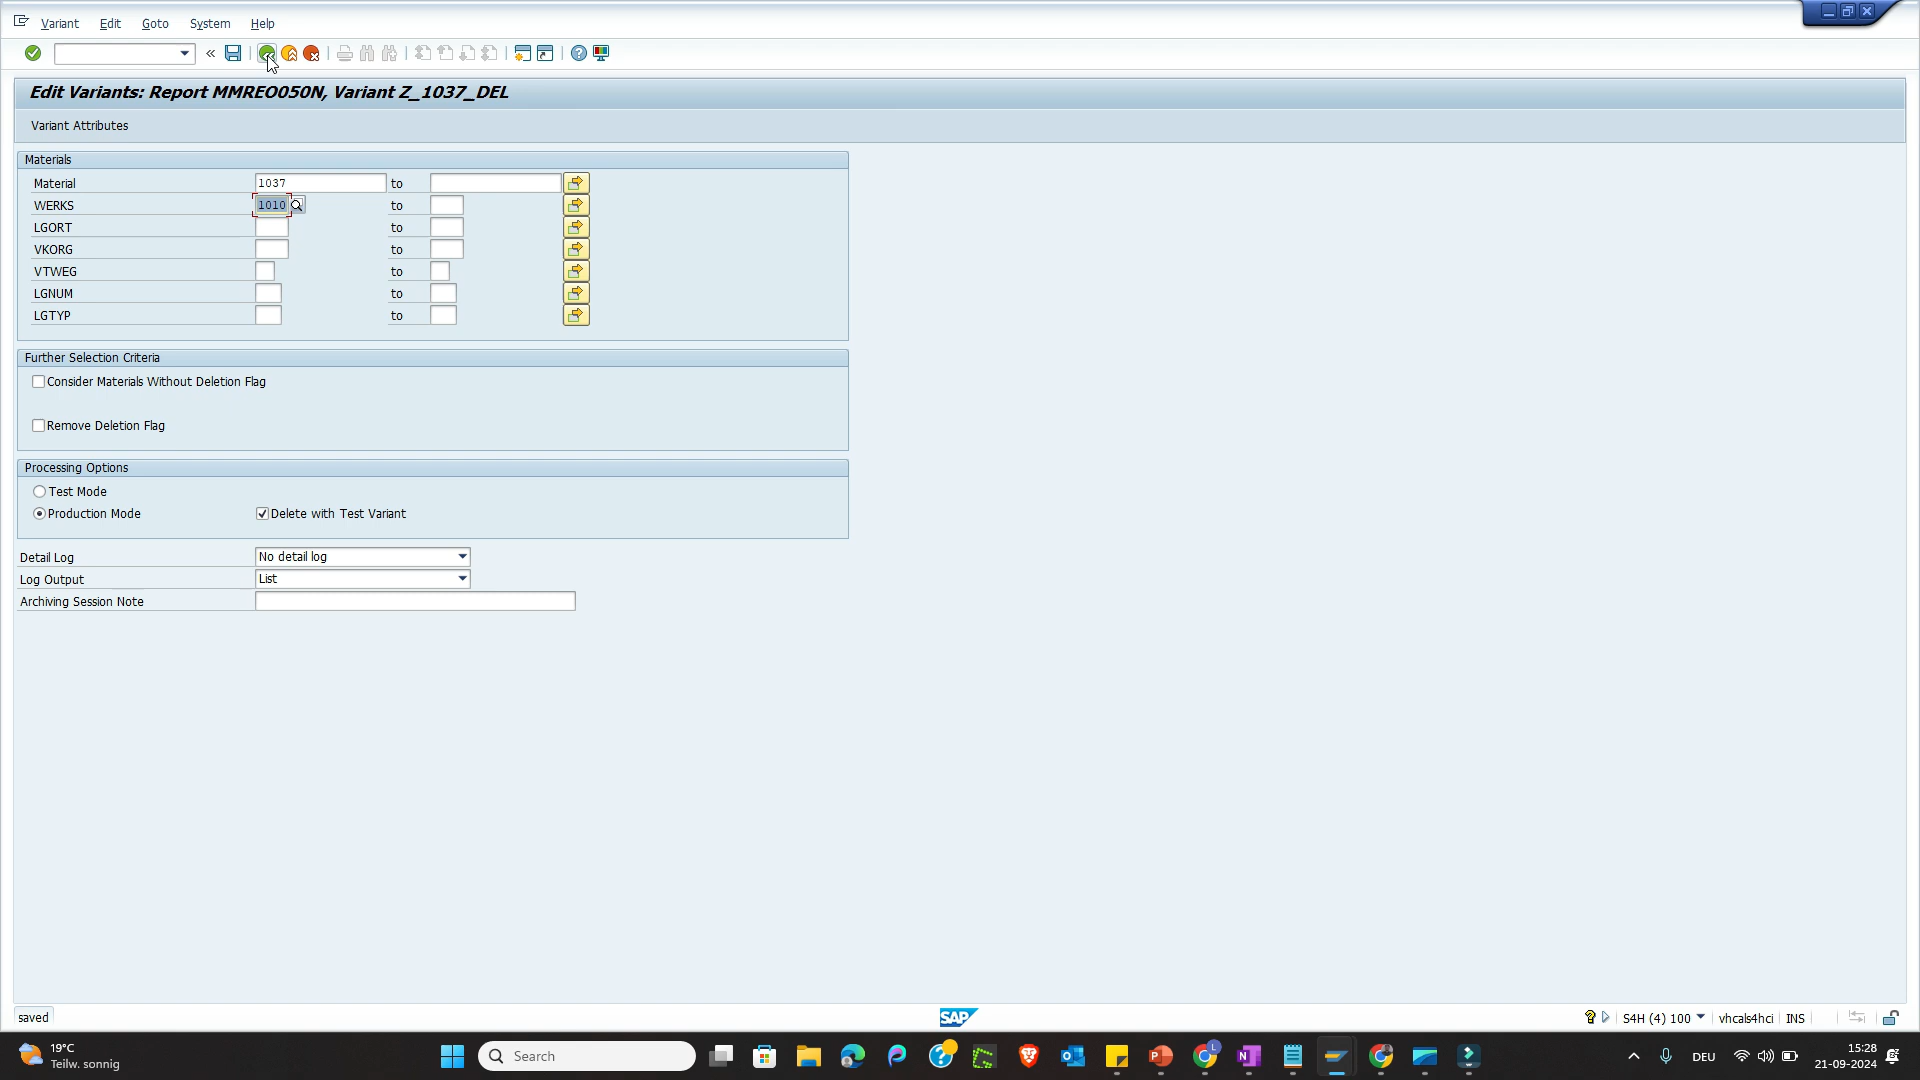 Variant Edit Goto System Help
Edit Variants: Report MMREO050N, Variant Z_1037_DEL
Variant Attributes
Materials
Material 1037 to
WERKS 1010 to
LGORT to
VKORG to
VTWEG to
LGNUM to
LGTYP to
Further Selection Criteria
Consider Materials Without Deletion Flag
Remove Deletion Flag
Processing Options
Test Mode
Production Mode Delete with Test Variant
Detail Log No detail log
Log Output List
Archiving Session Note
saved SAP S4H (4) 100 vhcals4hci INS
19°C
Teilw. sonnig
Search
DEU
15:28
21-09-2024